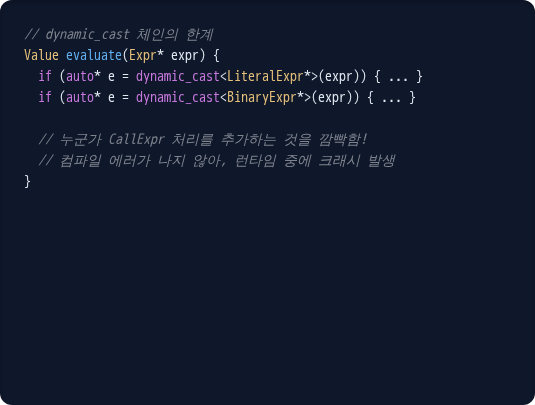 // dynamic_cast 체인의 한계
Value evaluate(Expr* expr) {
  if (auto* e = dynamic_cast<LiteralExpr*>(expr)) { ... }
  if (auto* e = dynamic_cast<BinaryExpr*>(expr)) { ... }

  // 누군가 CallExpr 처리를 추가하는 것을 깜빡함!
  // 컴파일 에러가 나지 않아, 런타임 중에 크래시 발생
}